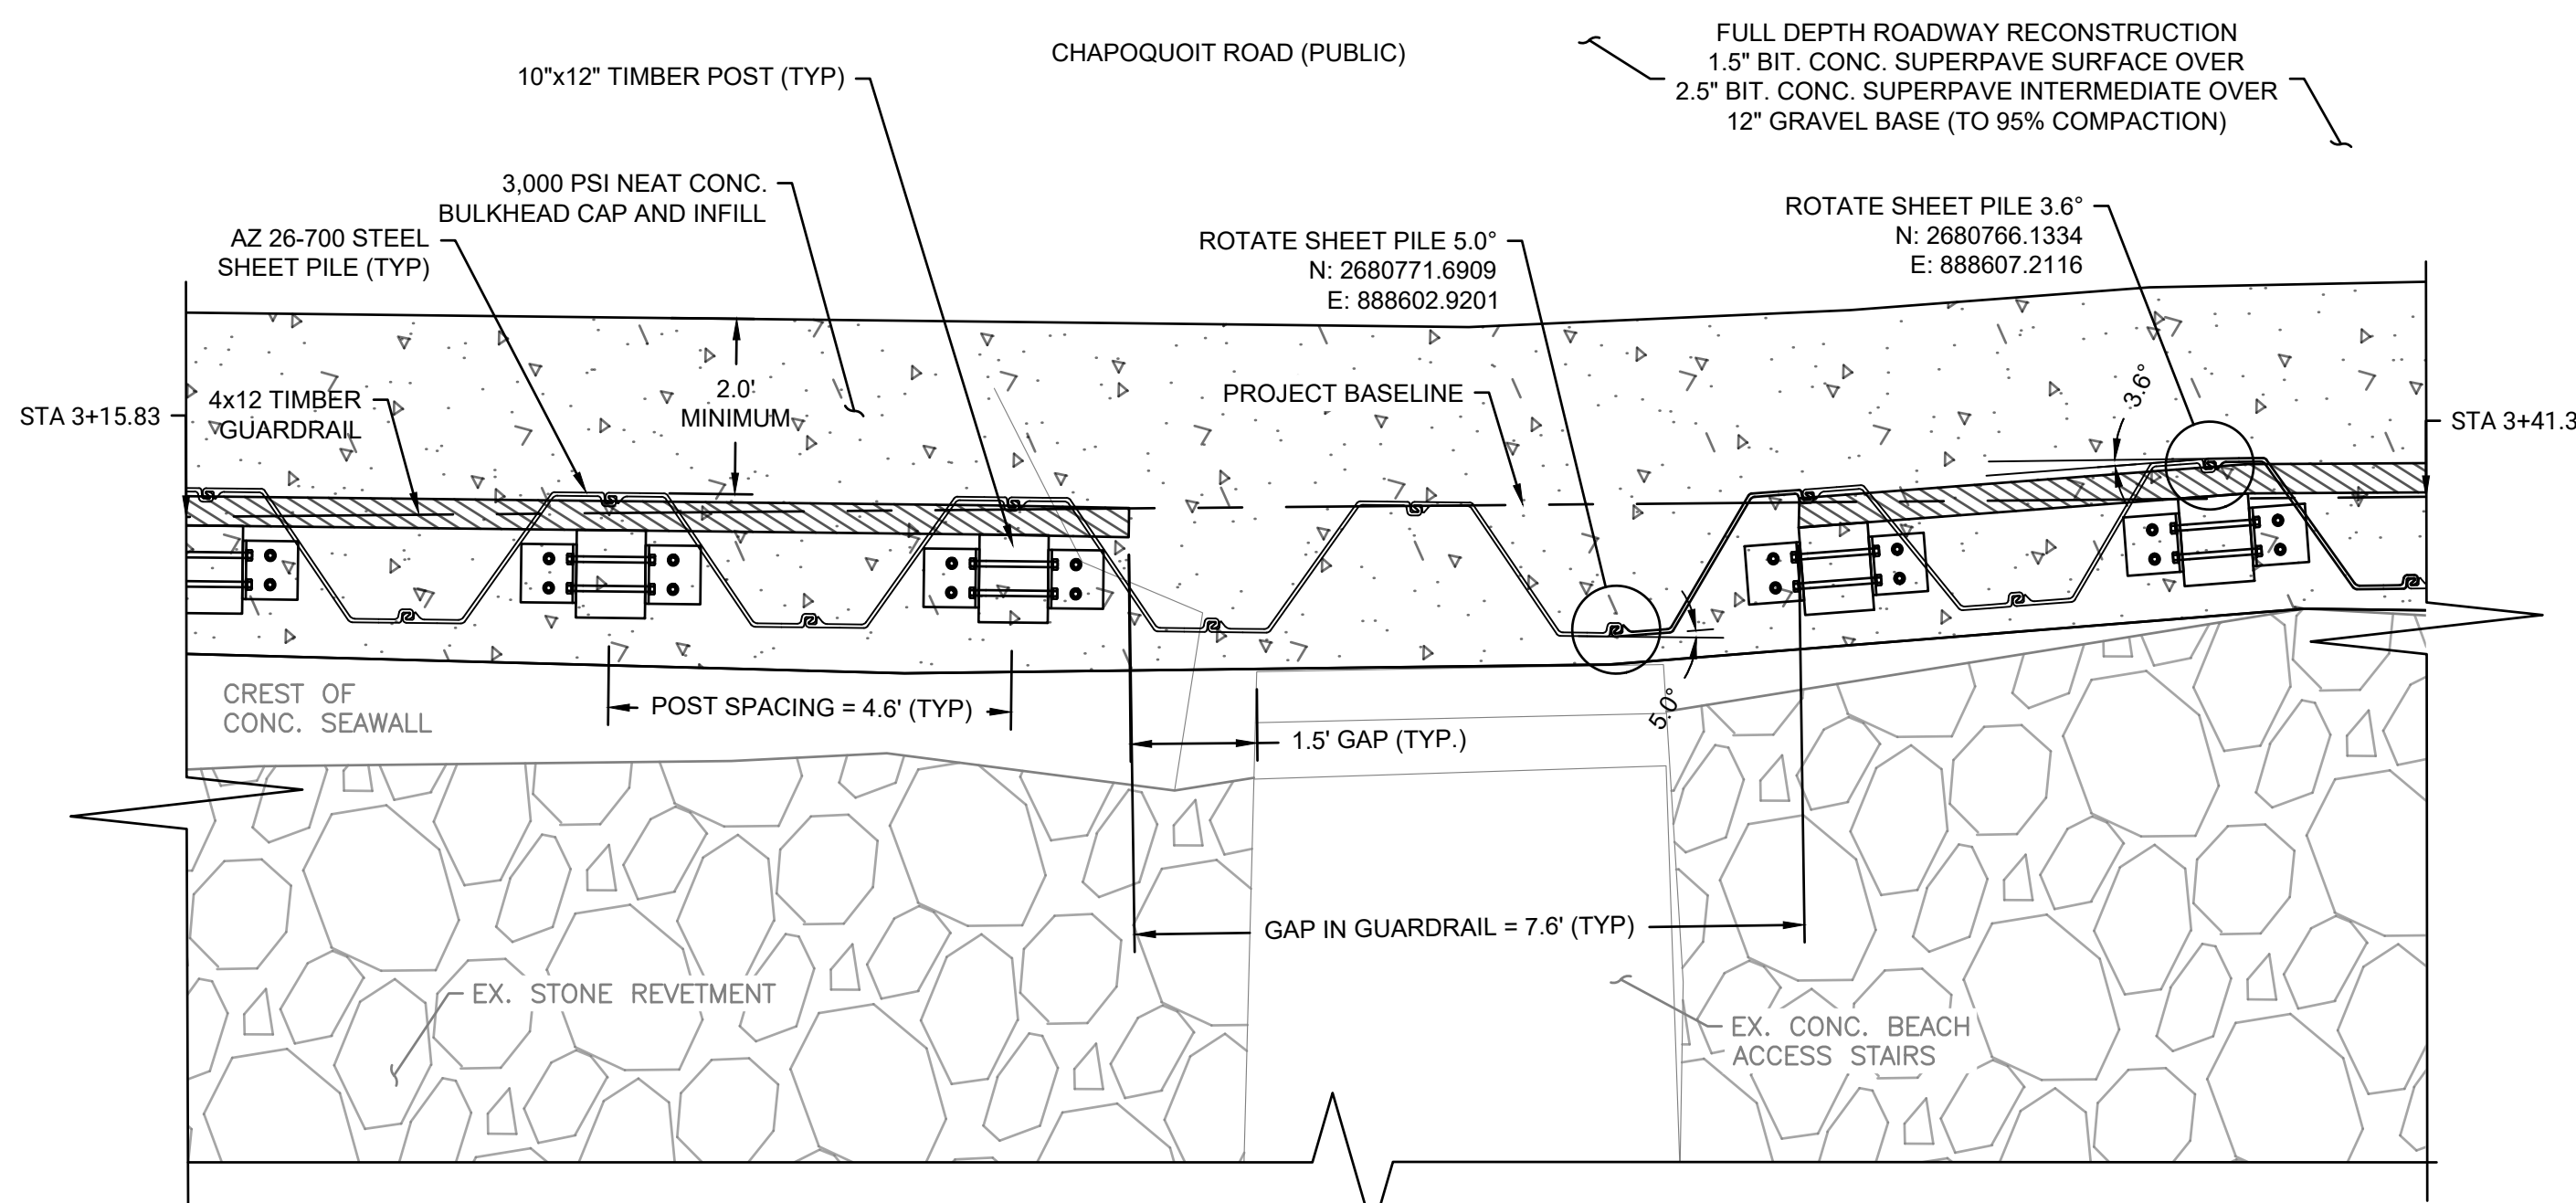 CHAPOQUOIT ROAD (PUBLIC)
FULL DEPTH ROADWAY RECONSTRUCTION
1.5" BIT. CONC. SUPERPAVE SURFACE OVER
2.5" BIT. CONC. SUPERPAVE INTERMEDIATE OVER
12" GRAVEL BASE (TO 95% COMPACTION)
10"x12" TIMBER POST (TYP)
3,000 PSI NEAT CONC.
BULKHEAD CAP AND INFILL
AZ 26-700 STEEL
SHEET PILE (TYP)
ROTATE SHEET PILE 5.0°
N: 2680771.6909
E: 888602.9201
ROTATE SHEET PILE 3.6°
N: 2680766.1334
E: 888607.2116
STA 3+15.83
4x12 TIMBER
GUARDRAIL
2.0'
MINIMUM
PROJECT BASELINE
3.6°
STA 3+41.3
CREST OF
CONC. SEAWALL
POST SPACING = 4.6' (TYP)
1.5' GAP (TYP.)
5.0°
GAP IN GUARDRAIL = 7.6' (TYP)
EX. STONE REVETMENT
EX. CONC. BEACH
ACCESS STAIRS